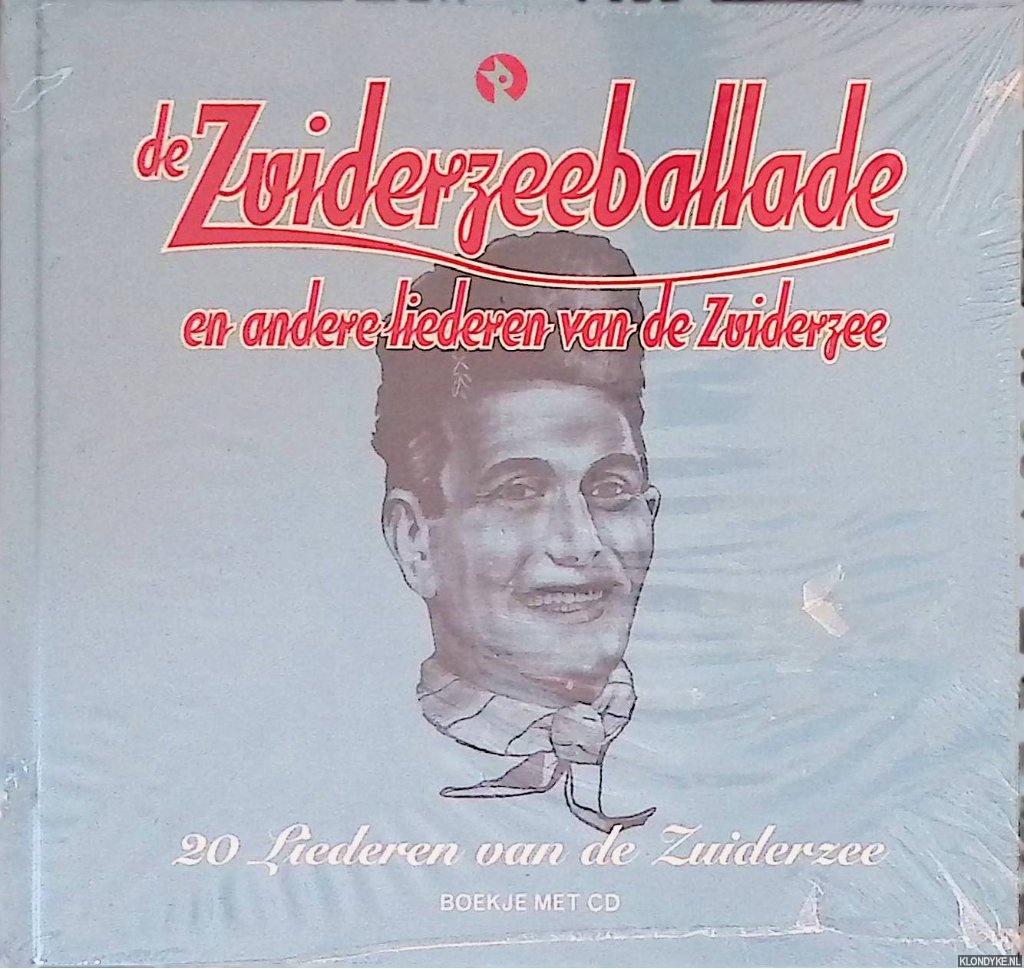 de Zuiderzeeballade
en andere liederen van de Zuiderzee
20 Liederen van de Zuiderzee
BOEKJE MET CD
KLONDYKE.NL